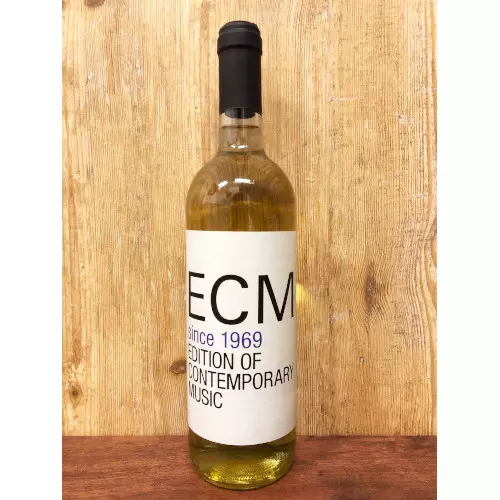 ECM
since 1969
EDITION OF
CONTEMPORARY
MUSIC